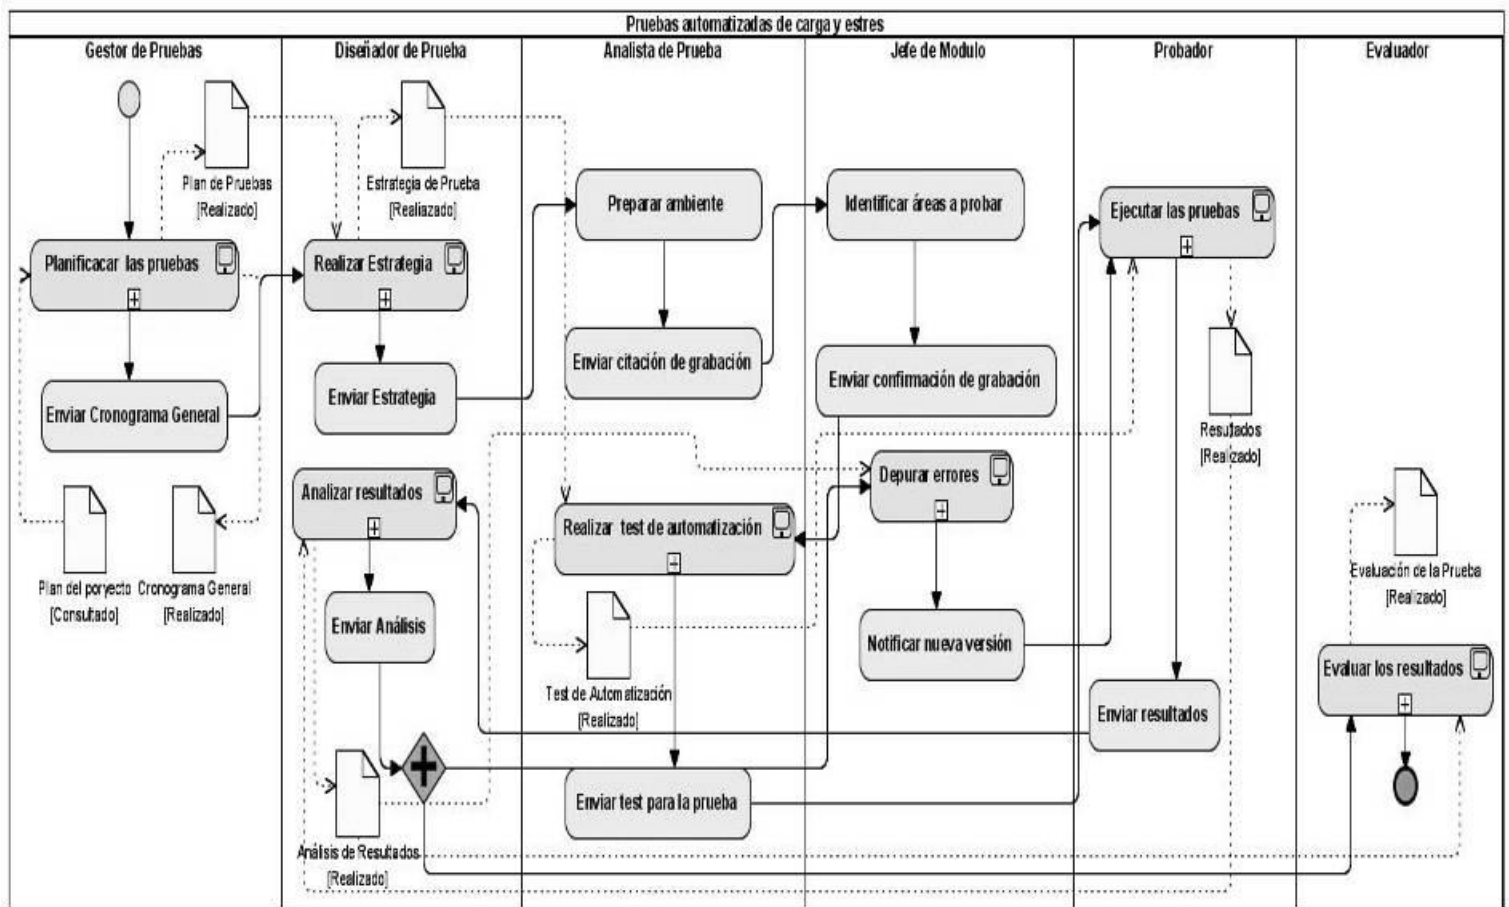 Pruebas automatizadas de carga y estres
Gestor de Pruebas
Diseñador de Prueba
Analista de Prueba
Jefe de Modulo
Probador
Evaluador
Plan de Pruebas
[Realizado]
Estrategia de Prueba
[Realiazado]
Preparar ambiente
Identificar áreas a probar
Ejecutar las pruebas
Planificacar las pruebas
Realizar Estrategia
Enviar citación de grabación
Enviar confirmación de grabación
Enviar Cronograma General
Enviar Estrategia
Resultados
[Realizado]
Analizar resultados
Depurar errores
Realizar test de automatización
Plan del poryecto
[Consultado]
Cronograma General
[Realizado]
Evaluación de la Prueba
[Realizado]
Enviar Análisis
Notificar nueva versión
Evaluar los resultados
Test de Automatización
[Realizado]
Enviar resultados
Enviar test para la prueba
Análisis de Resultados
[Realizado]